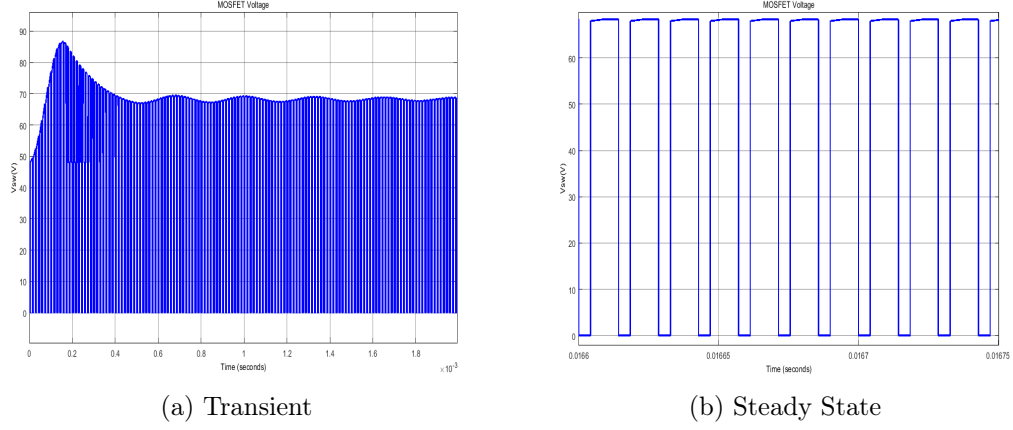 MOSFET Voltage
90
80
70
60
50
40
30
20
10
0
Vsw(V)
0 0.2 0.4 0.6 0.8 1 1.2 1.4 1.6 1.8
×10⁻³
Time (seconds)
(a) Transient
MOSFET Voltage
60
50
40
30
20
10
0
Vsw(V)
0.0166 0.01665 0.0167 0.01675
Time (seconds)
(b) Steady State